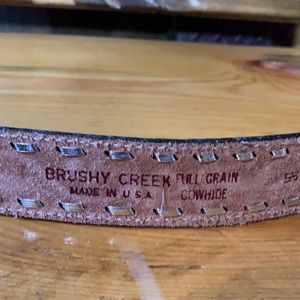 BRUSHY CREEK
MADE IN U.S.A.
FULL GRAIN
COWHIDE